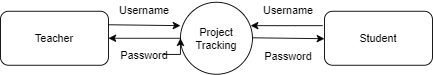 Username
Username
Teacher
Project
Tracking
Student
Password
Password